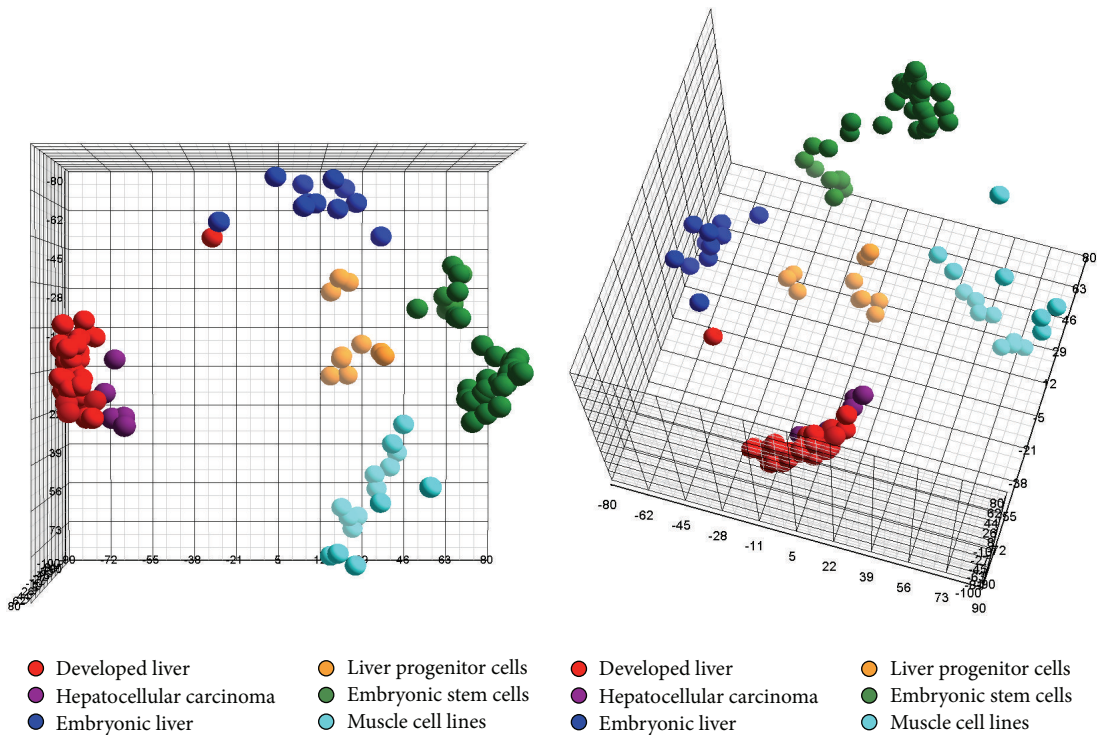 -80
-62
-45
-28
39
56
73
-72
-55
-38
-21
-4
46
80
80
63
46
29
12
-5
-21
-38
-80
-62
-45
-28
-11
5
22
39
56
73
90
Developed liver
Hepatocellular carcinoma
Embryonic liver
Liver progenitor cells
Embryonic stem cells
Muscle cell lines
Developed liver
Hepatocellular carcinoma
Embryonic liver
Liver progenitor cells
Embryonic stem cells
Muscle cell lines